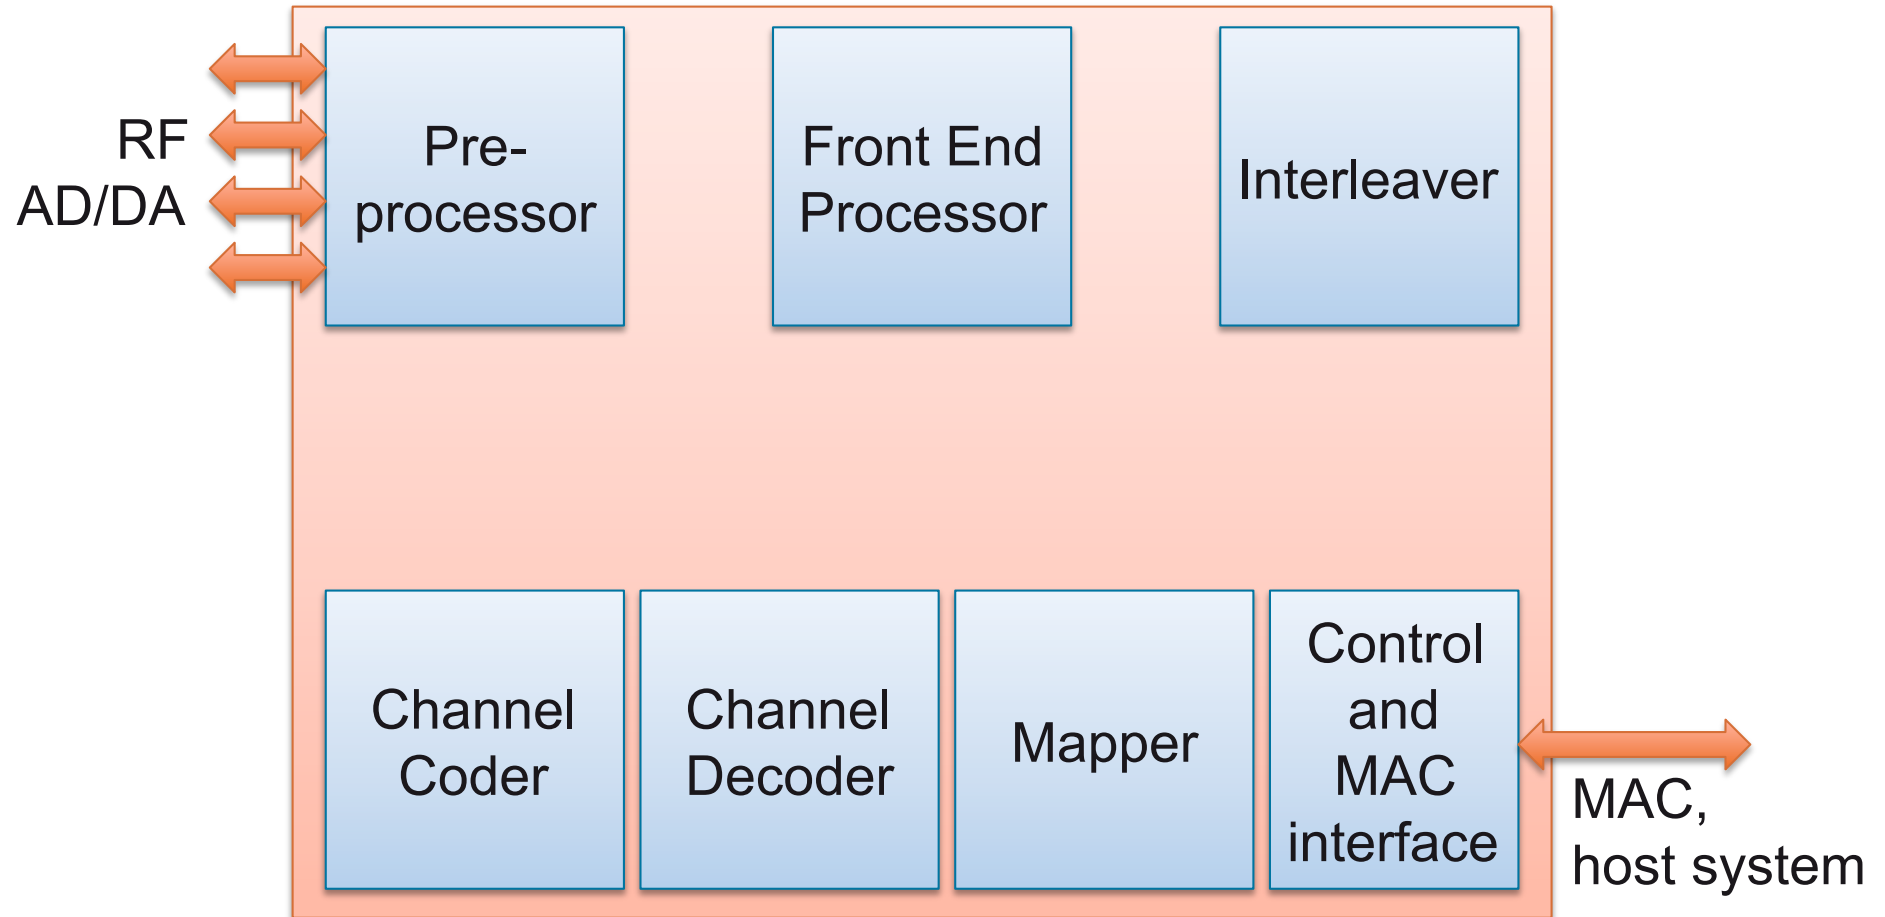 RF
AD/DA
Pre-
processor
Front End
Processor
Interleaver
Channel
Coder
Channel
Decoder
Mapper
Control
and
MAC
interface
MAC,
host system